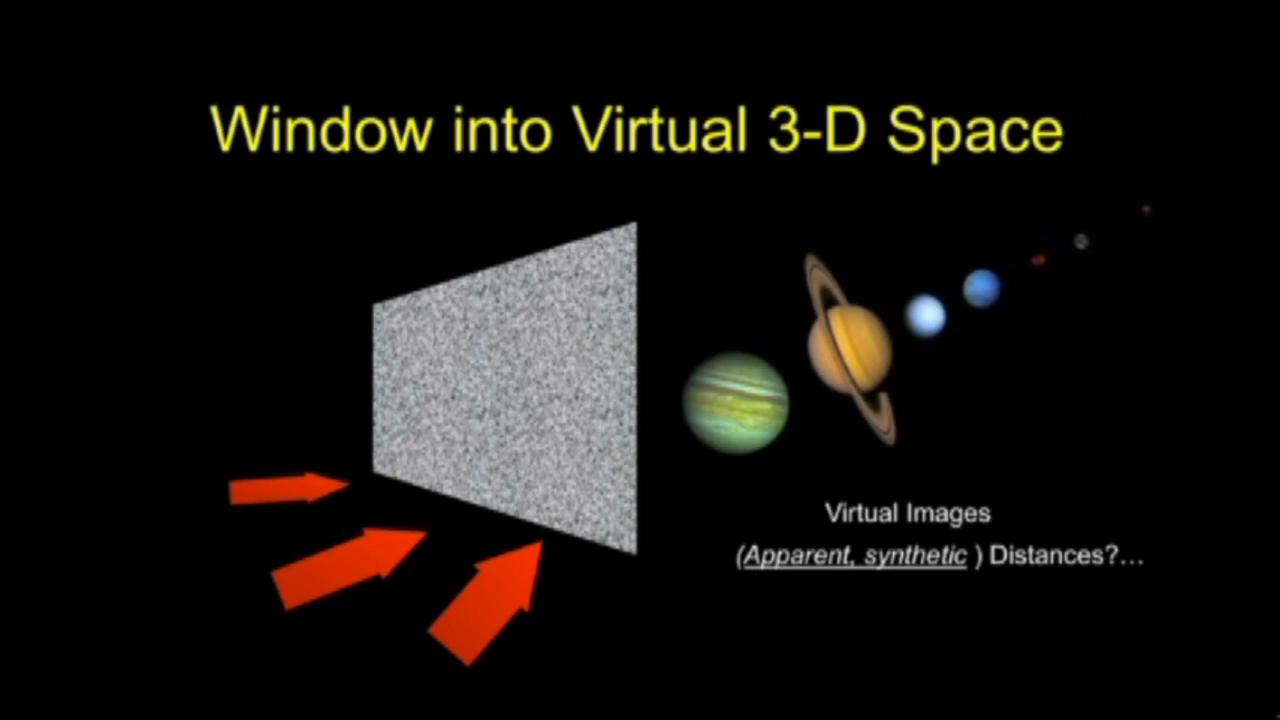 Window into Virtual 3-D Space
Virtual Images
(Apparent, synthetic ) Distances?...